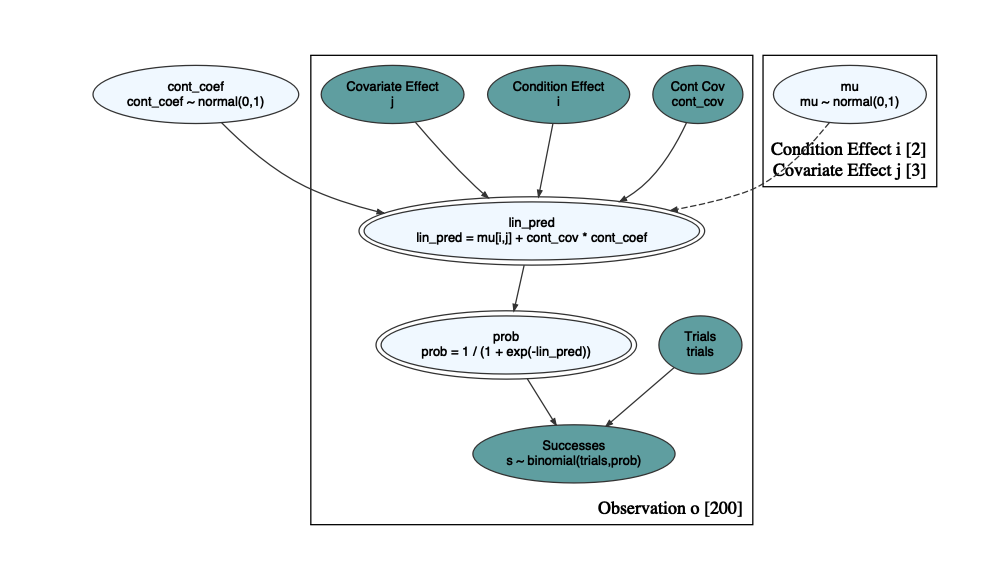 cont_coef
cont_coef ~ normal(0,1)
Covariate Effect
j
Condition Effect
i
Cont Cov
cont_cov
mu
mu ~ normal(0,1)
Condition Effect i [2]
Covariate Effect j [3]
lin_pred
lin_pred = mu[i,j] + cont_cov * cont_coef
prob
prob = 1 / (1 + exp(-lin_pred))
Trials
trials
Successes
s ~ binomial(trials,prob)
Observation o [200]